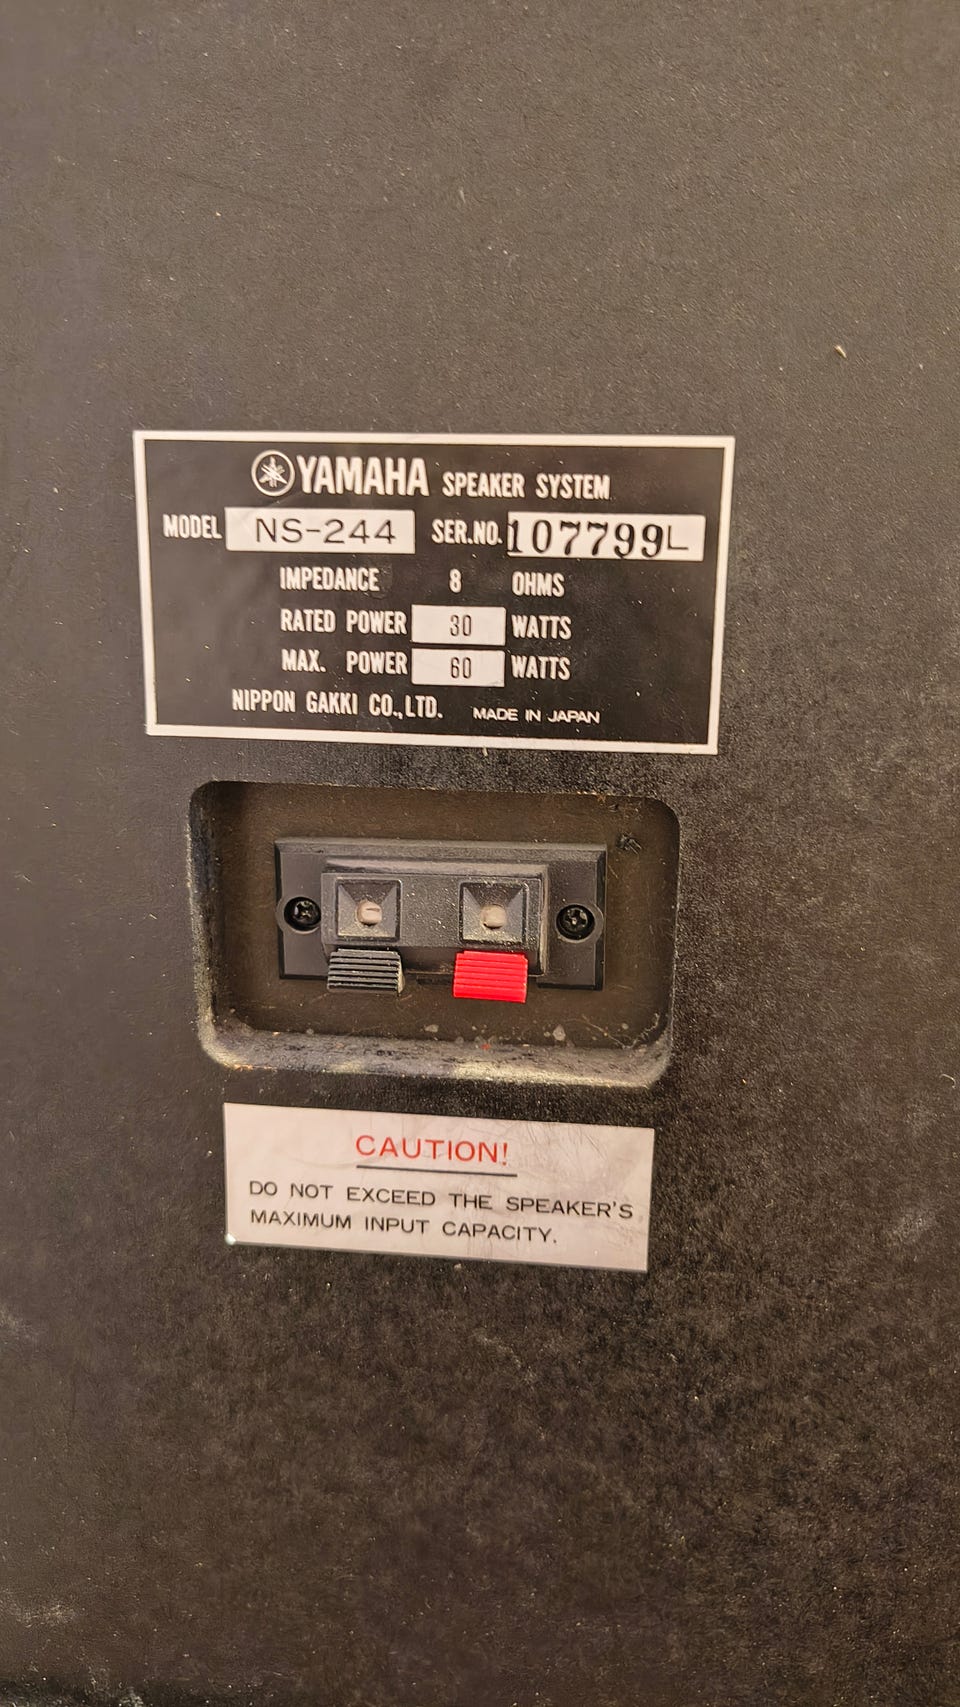 YAMAHA SPEAKER SYSTEM
MODEL NS-244 SER.NO. 107799L
IMPEDANCE 8 OHMS
RATED POWER 30 WATTS
MAX. POWER 60 WATTS
NIPPON GAKKI CO.,LTD. MADE IN JAPAN
CAUTION!
DO NOT EXCEED THE SPEAKER'S
MAXIMUM INPUT CAPACITY.